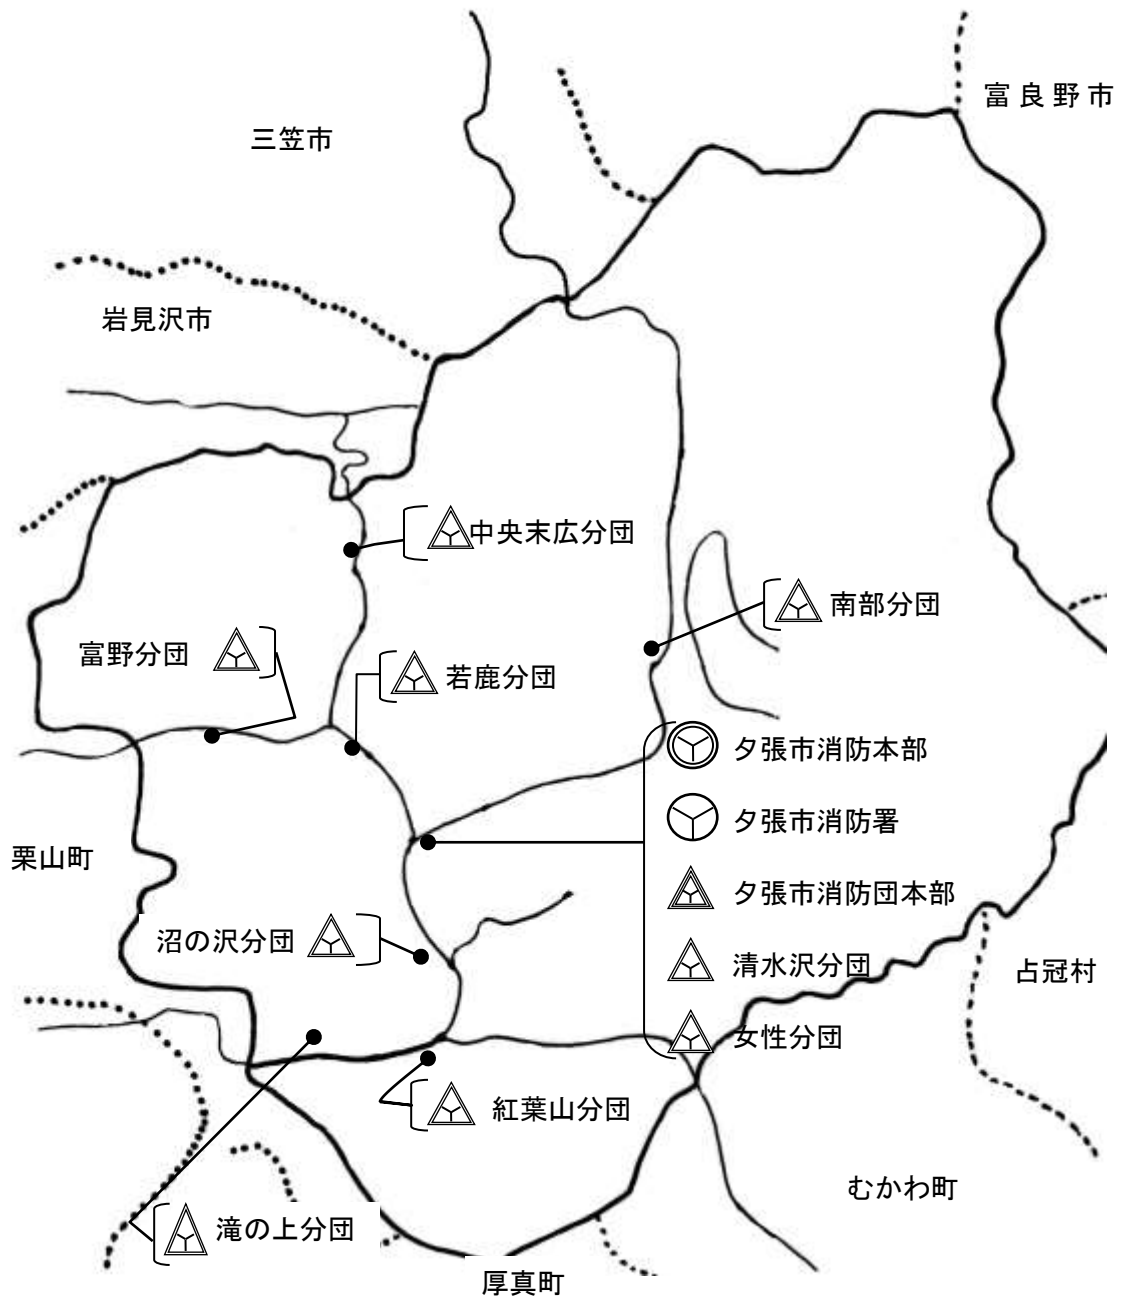 富良野市
三笠市
岩見沢市
中央末広分団
南部分団
富野分団
若鹿分団
夕張市消防本部
夕張市消防署
栗山町
夕張市消防団本部
沼の沢分団
清水沢分団
占冠村
女性分団
紅葉山分団
むかわ町
滝の上分団
厚真町